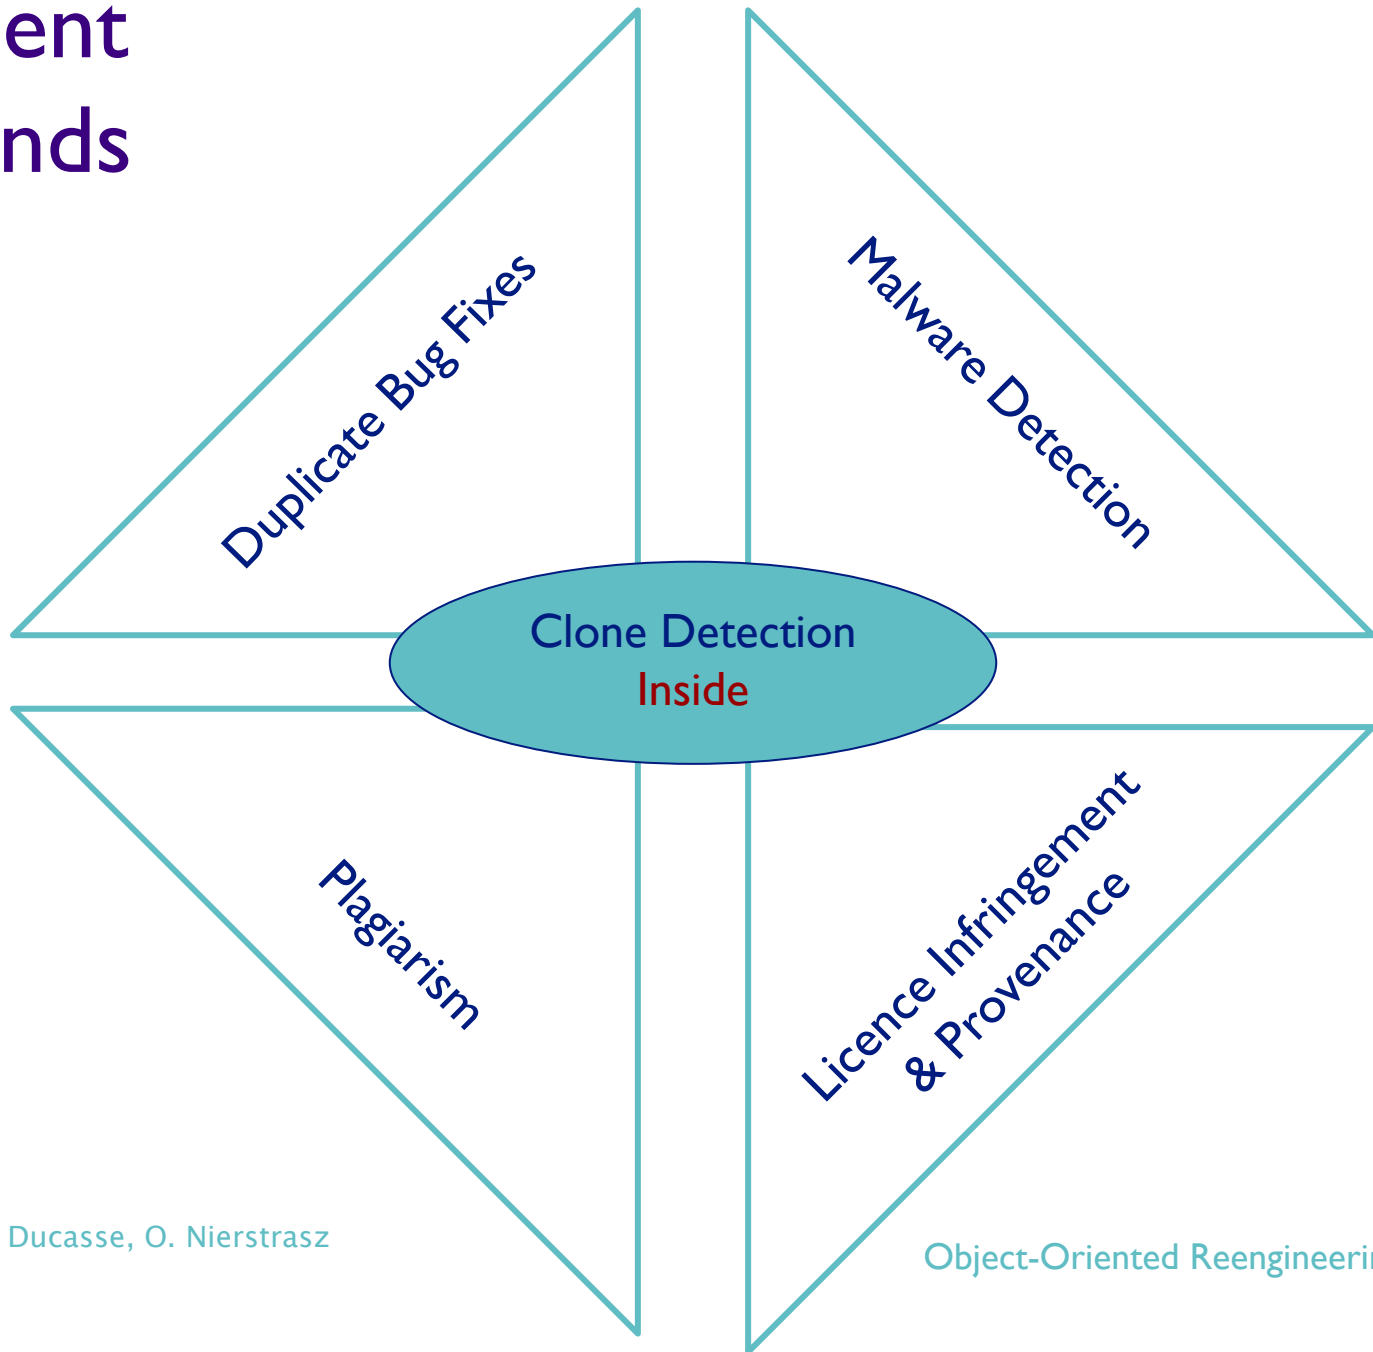 ent
nds
Duplicate Bug Fixes
Malware Detection
Clone Detection
Inside
Plagiarism
Licence Infringement
& Provenance
Ducasse, O. Nierstrasz
Object-Oriented Reengineerin